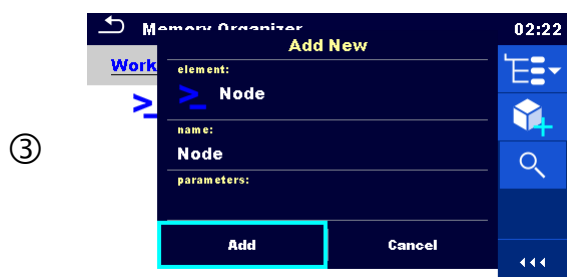 ③
Memory Organizer
02:22
Add New
Work
element:
>_ Node
name:
Node
parameters:
Add
Cancel